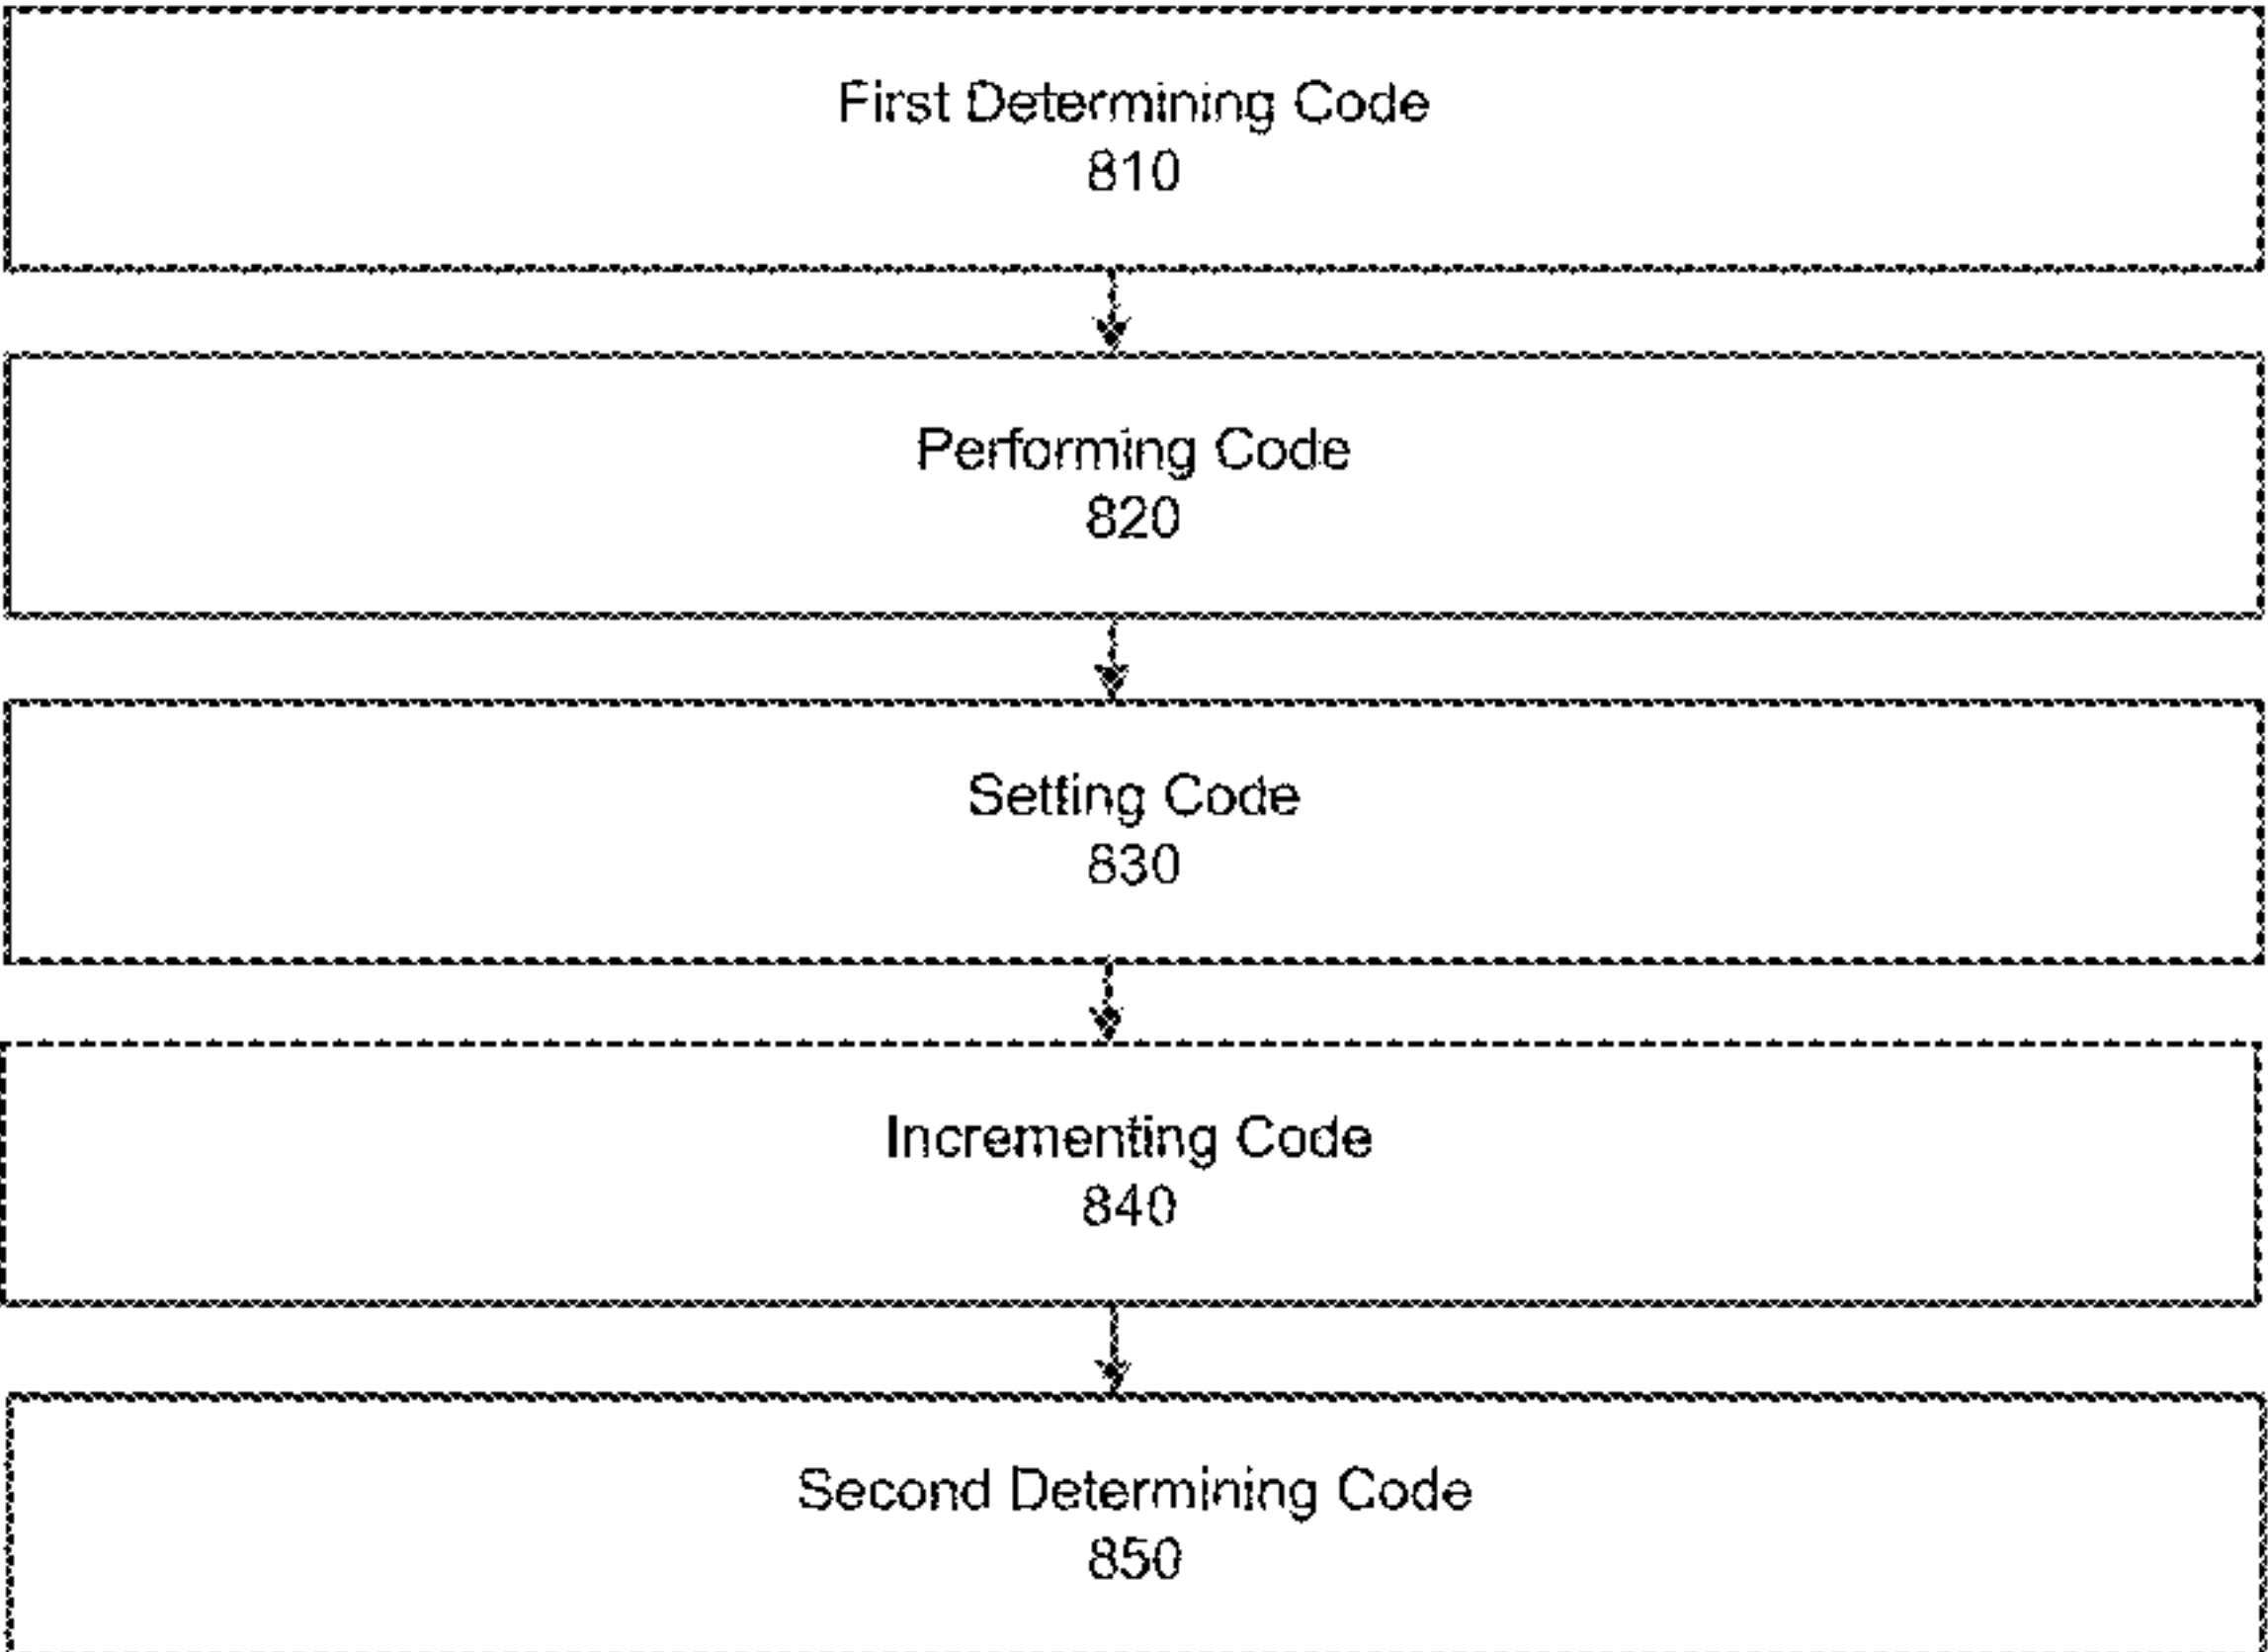 First Determining Code
810
Performing Code
820
Setting Code
830
Incrementing Code
840
Second Determining Code
850